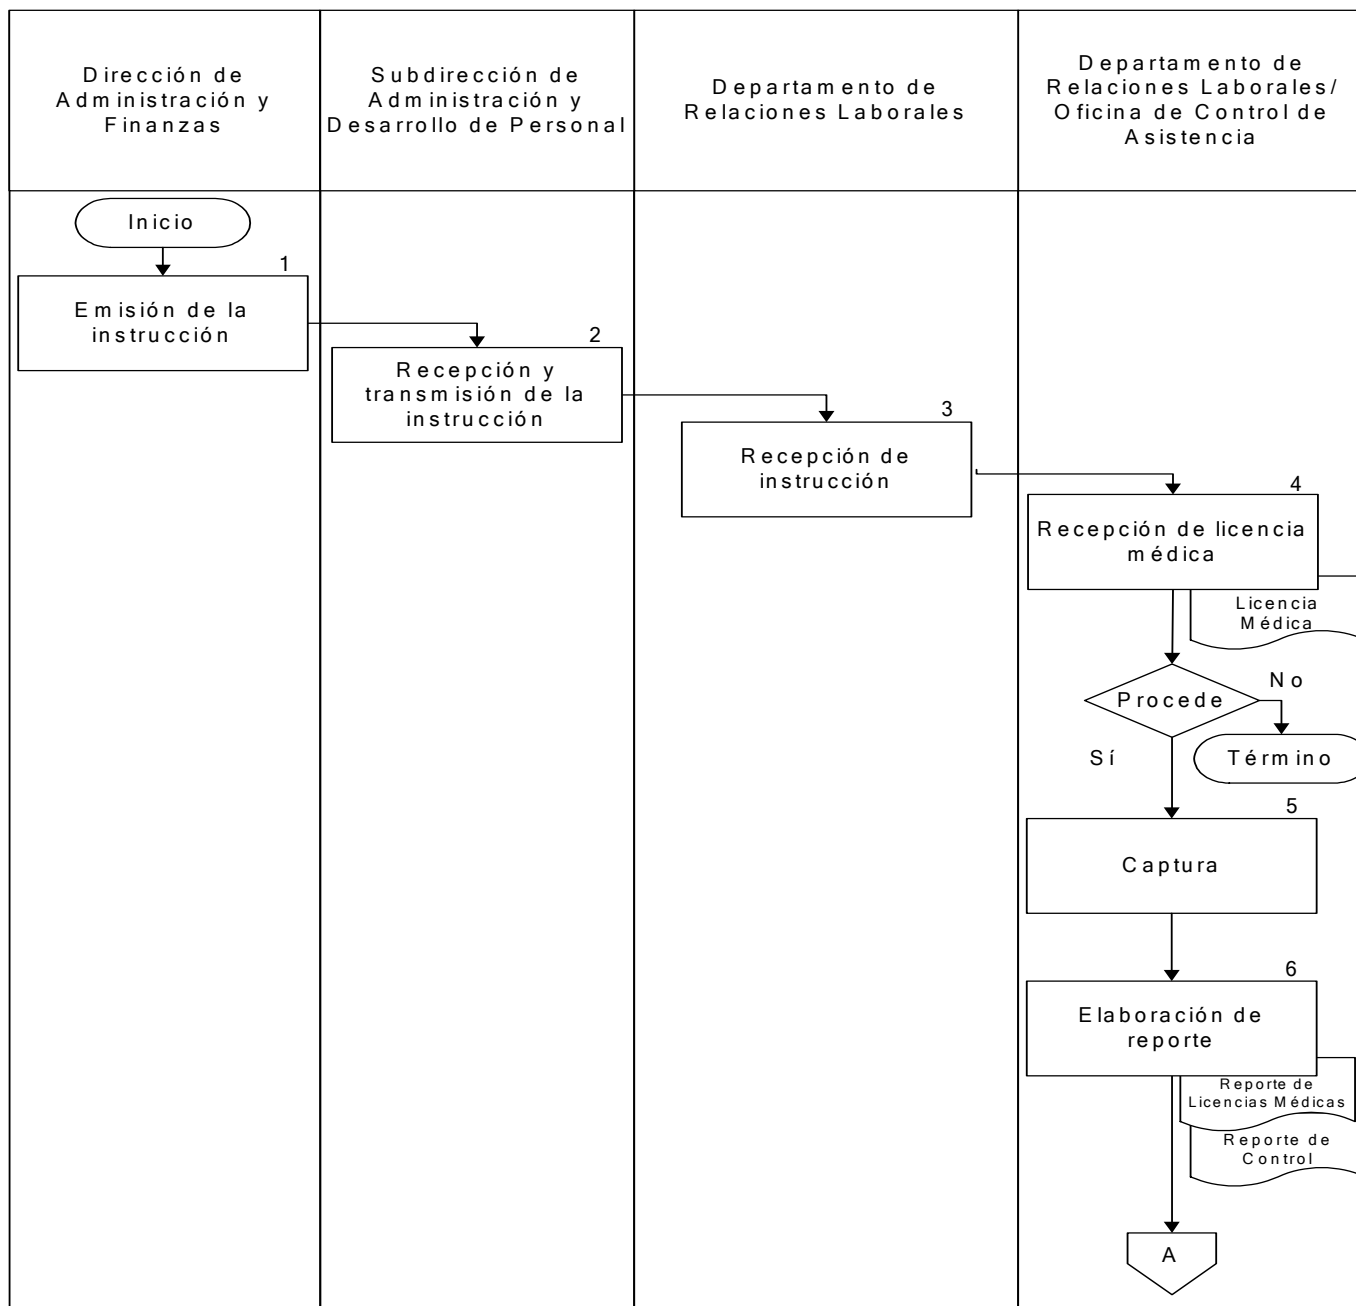 Dirección de
Administración y
Finanzas
Subdirección de
Administración y
Desarrollo de Personal
Departamento de
Relaciones Laborales
Departamento de
Relaciones Laborales/
Oficina de Control de
Asistencia
Inicio
1
Emisión de la
instrucción
2
Recepción y
transmisión de la
instrucción
3
Recepción de
instrucción
4
Recepción de licencia
médica
Licencia
Médica
Procede
No
Sí
Término
5
Captura
6
Elaboración de
reporte
Reporte de
Licencias Médicas
Reporte de
Control
A